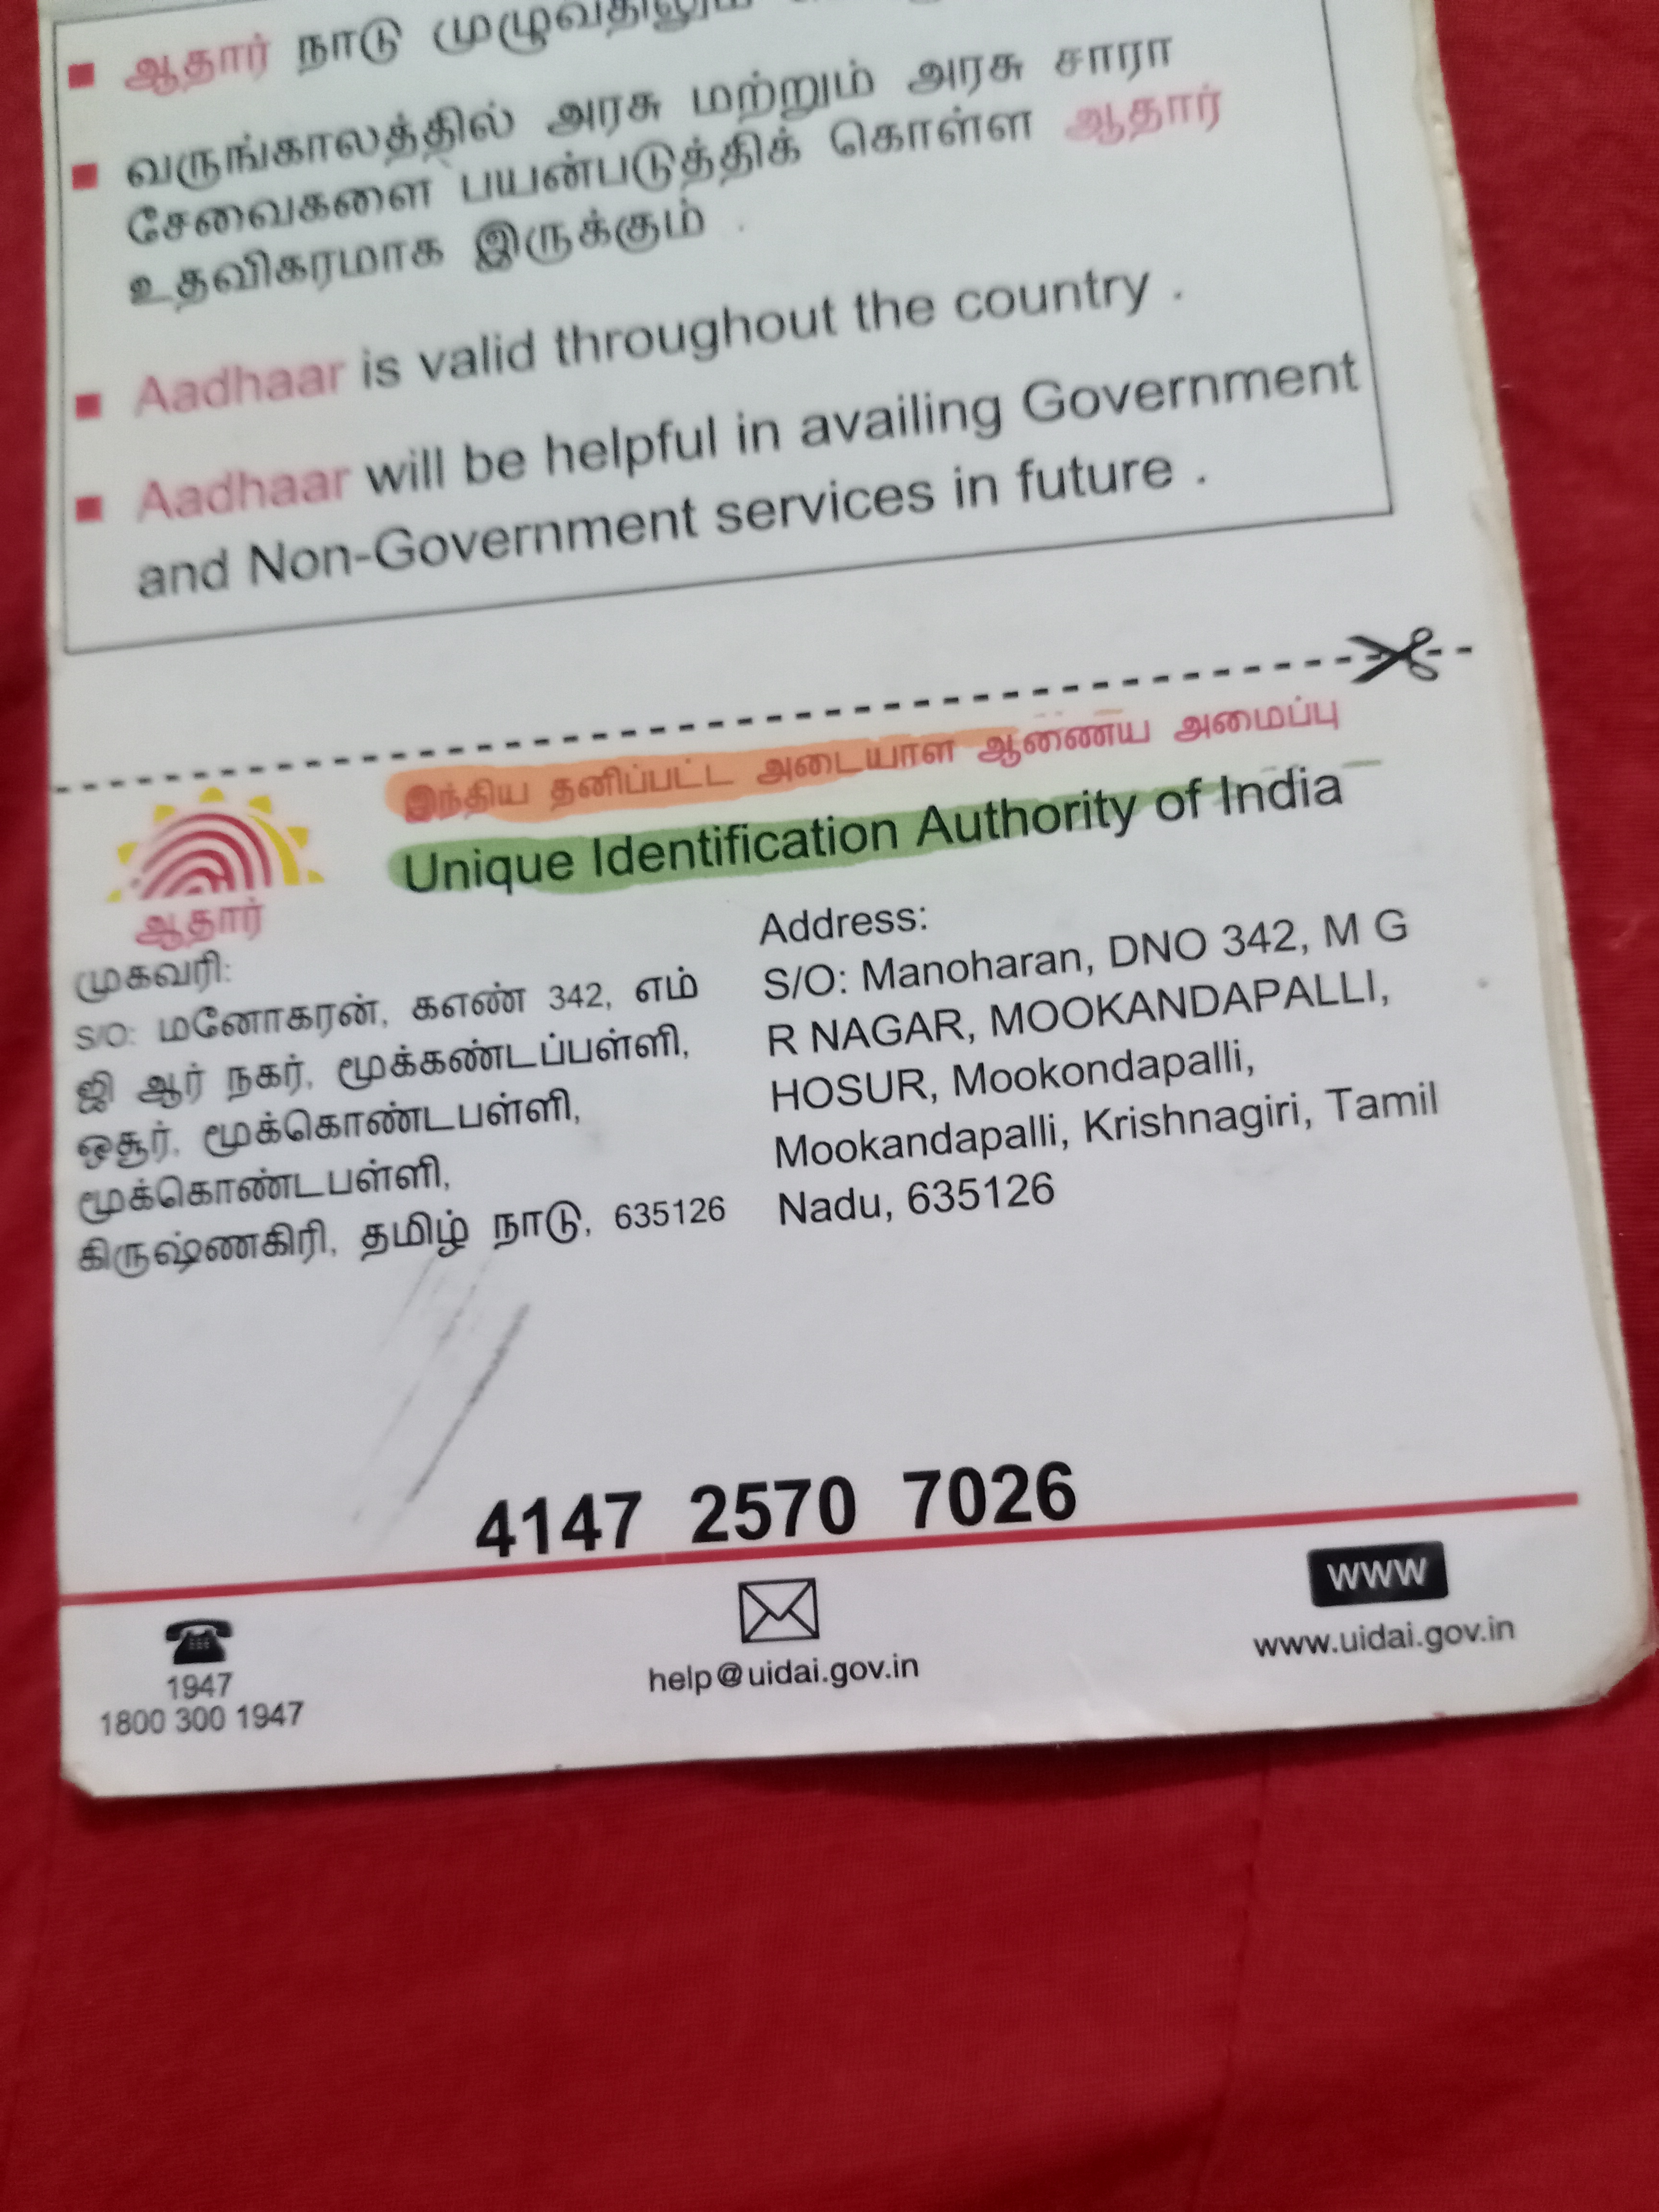 ஆதார் நாடு முழுவதிலும்
வருங்காலத்தில் அரசு மற்றும் அரசு சாரா
சேவைகளை பயன்படுத்திக் கொள்ள ஆதார்
உதவிகரமாக இருக்கும் .
Aadhaar is valid throughout the country .
Aadhaar will be helpful in availing Government
and Non-Government services in future .
இந்திய தனிப்பட்ட அடையாள ஆணைய அமைப்பு
Unique Identification Authority of India
ஆதார்
முகவரி:
S/O: மனோகரன், கஎண் 342, எம்
ஜி ஆர் நகர், மூக்கண்டப்பள்ளி,
ஒசூர், மூக்கொண்டபள்ளி,
மூக்கொண்டபள்ளி,
கிருஷ்ணகிரி, தமிழ் நாடு, 635126
Address:
S/O: Manoharan, DNO 342, M G
R NAGAR, MOOKANDAPALLI,
HOSUR, Mookondapalli,
Mookandapalli, Krishnagiri, Tamil
Nadu, 635126
4147 2570 7026
1947
1800 300 1947
help@uidai.gov.in
www
www.uidai.gov.in